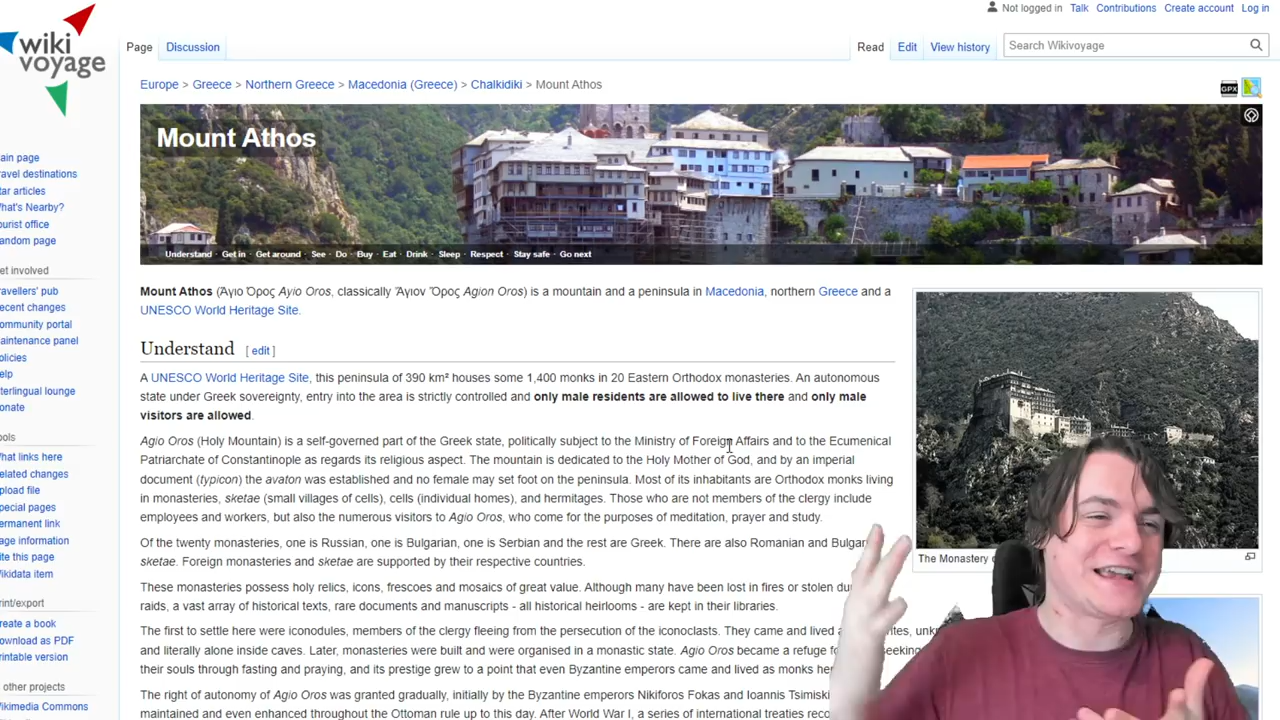 Not logged in Talk Contributions Create account Log in
wiki
voyage
Page Discussion Read Edit View history Search Wikivoyage
Europe > Greece > Northern Greece > Macedonia (Greece) > Chalkidiki > Mount Athos
GPX
Mount Athos
Understand · Get in · Get around · See · Do · Buy · Eat · Drink · Sleep · Respect · Stay safe · Go next
ain page
ravel destinations
tar articles
hat's Nearby?
ourist office
andom page
et involved
ravellers' pub
ecent changes
ommunity portal
aintenance panel
olicies
elp
terlingual lounge
onate
ools
hat links here
elated changes
pload file
pecial pages
ermanent link
age information
ite this page
ikidata item
rint/export
reate a book
ownload as PDF
rintable version
other projects
ikimedia Commons
Mount Athos (Άγιο Όρος Ayio Oros, classically Ἅγιον Ὄρος Agion Oros) is a mountain and a peninsula in Macedonia, northern Greece and a
UNESCO World Heritage Site.
Understand [ edit ]
A UNESCO World Heritage Site, this peninsula of 390 km² houses some 1,400 monks in 20 Eastern Orthodox monasteries. An autonomous
state under Greek sovereignty, entry into the area is strictly controlled and only male residents are allowed to live there and only male
visitors are allowed.
Agio Oros (Holy Mountain) is a self-governed part of the Greek state, politically subject to the Ministry of Foreign Affairs and to the Ecumenical
Patriarchate of Constantinople as regards its religious aspect. The mountain is dedicated to the Holy Mother of God, and by an imperial
document (typicon) the avaton was established and no female may set foot on the peninsula. Most of its inhabitants are Orthodox monks living
in monasteries, sketae (small villages of cells), cells (individual homes), and hermitages. Those who are not members of the clergy include
employees and workers, but also the numerous visitors to Agio Oros, who come for the purposes of meditation, prayer and study.
Of the twenty monasteries, one is Russian, one is Bulgarian, one is Serbian and the rest are Greek. There are also Romanian and Bulgar
sketae. Foreign monasteries and sketae are supported by their respective countries.
These monasteries possess holy relics, icons, frescoes and mosaics of great value. Although many have been lost in fires or stolen du
raids, a vast array of historical texts, rare documents and manuscripts - all historical heirlooms - are kept in their libraries.
The first to settle here were iconodules, members of the clergy fleeing from the persecution of the iconoclasts. They came and lived
and literally alone inside caves. Later, monasteries were built and were organised in a monastic state. Agio Oros became a refuge seeking
their souls through fasting and praying, and its prestige grew to a point that even Byzantine emperors came and lived as monks
The right of autonomy of Agio Oros was granted gradually, initially by the Byzantine emperors Nikiforos Fokas and Ioannis Tsimiski
maintained and even enhanced throughout the Ottoman rule up to this day. After World War I, a series of international treaties
The Monastery